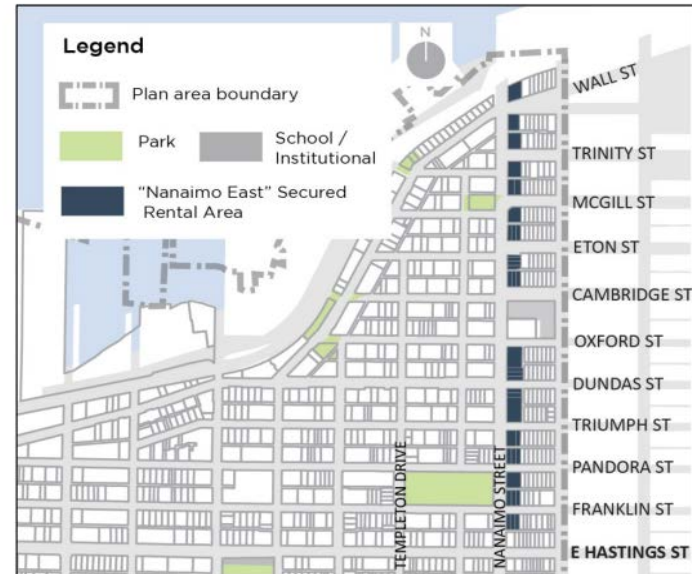 Legend
N
Plan area boundary
Park
School /
Institutional
"Nanaimo East" Secured
Rental Area
WALL ST
TRINITY ST
MCGILL ST
ETON ST
CAMBRIDGE ST
OXFORD ST
DUNDAS ST
TRIUMPH ST
PANDORA ST
FRANKLIN ST
E HASTINGS ST
TEMPLETON DRIVE
NANAIMO STREET